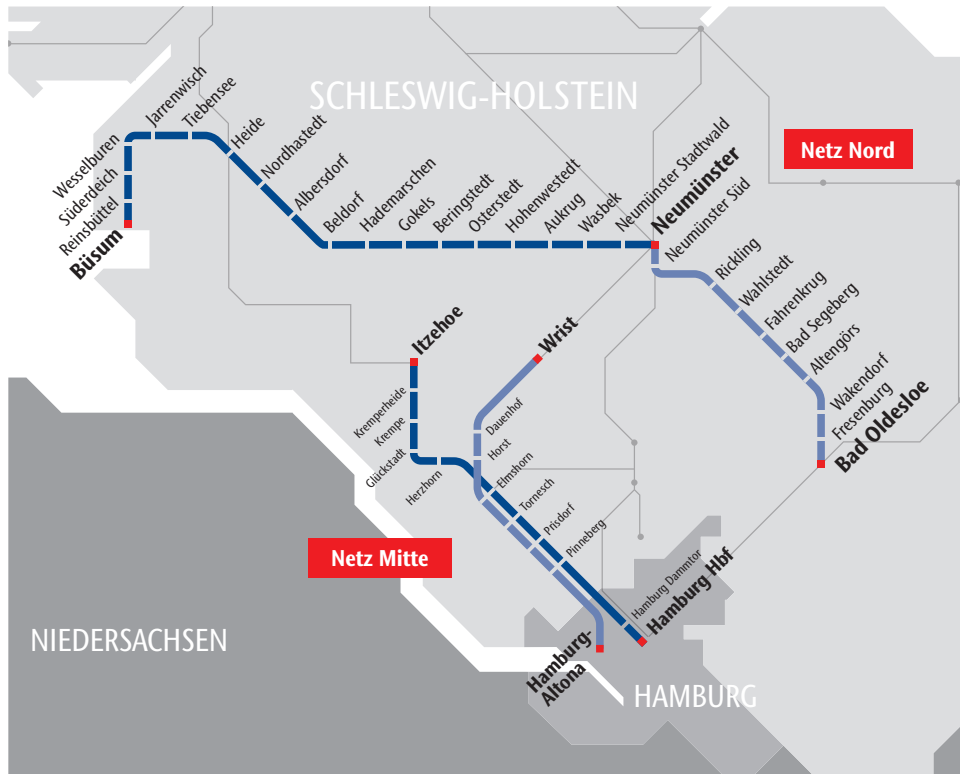 SCHLESWIG-HOLSTEIN
Netz Nord
Büsum
Reinsbüttel
Süderdeich
Wesselburen
Jarrenwisch
Tiebensee
Heide
Nordhastedt
Albersdorf
Beldorf
Hademarschen
Gokels
Beringstedt
Osterstedt
Hohenwestedt
Aukrug
Wasbek
Neumünster Stadtwald
Neumünster
Neumünster Süd
Rickling
Wahlstedt
Fahrenkrug
Bad Segeberg
Altengörs
Wakendorf
Fresenburg
Bad Oldesloe
Itzehoe
Kremperheide
Krempe
Glückstadt
Herzhorn
Wrist
Dauenhof
Horst
Elmshorn
Tornesch
Prisdorf
Pinneberg
Hamburg Dammtor
Hamburg Hbf
Hamburg-
Altona
Netz Mitte
NIEDERSACHSEN
HAMBURG